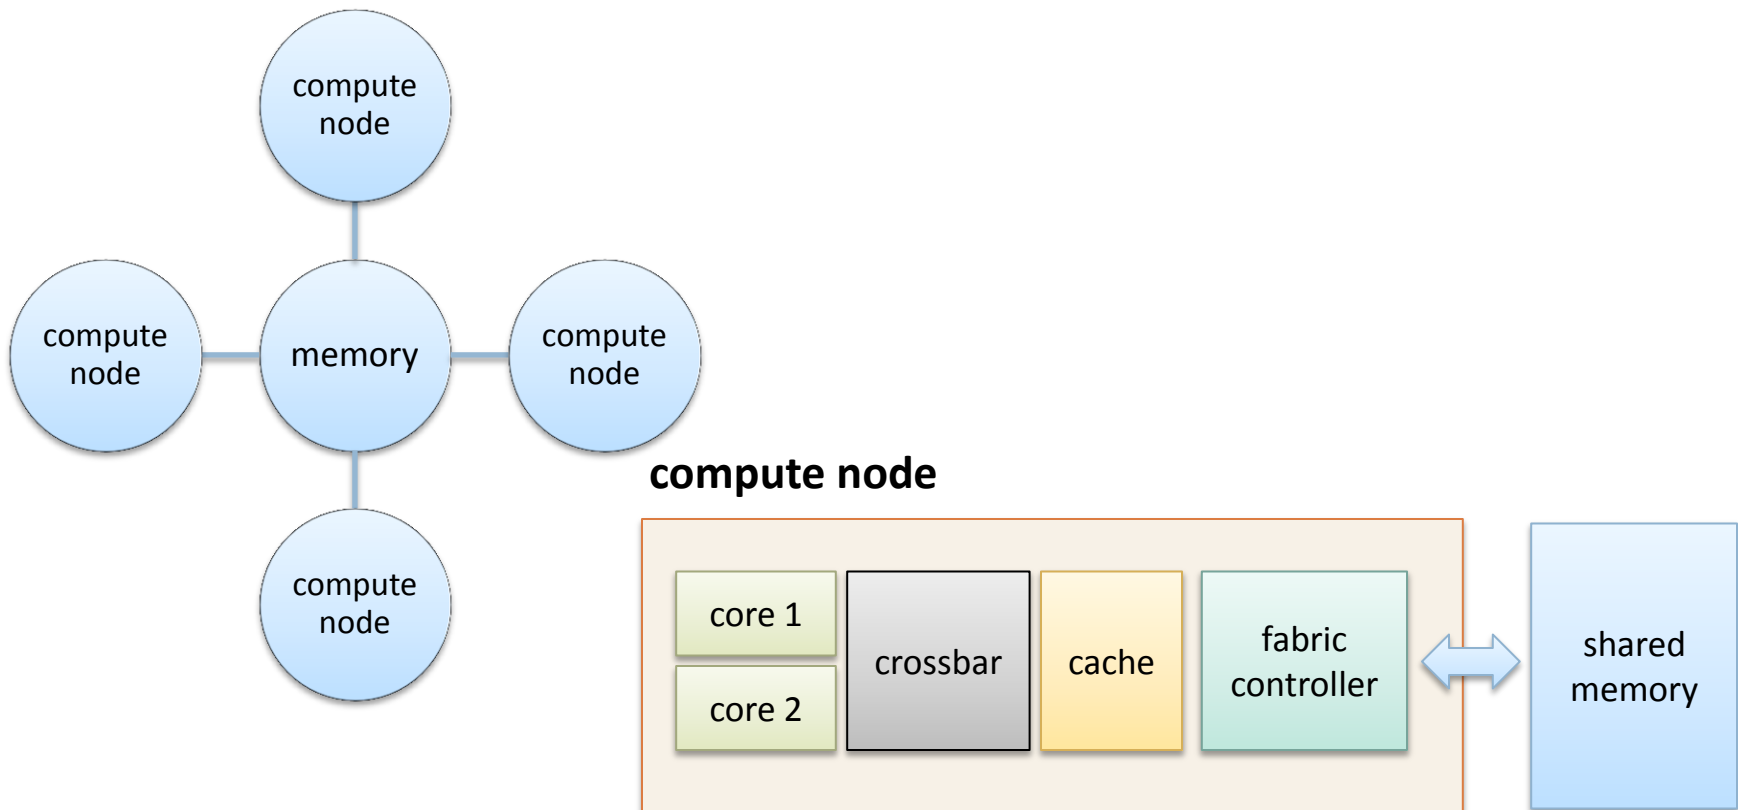 compute
node
compute
node
memory
compute
node
compute
node
compute node
core 1
core 2
crossbar
cache
fabric
controller
shared
memory